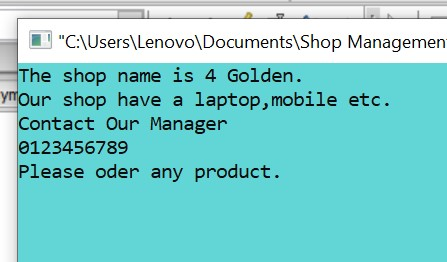 "C:\Users\Lenovo\Documents\Shop Management
The shop name is 4 Golden.
Our shop have a laptop,mobile etc.
Contact Our Manager
0123456789
Please oder any product.